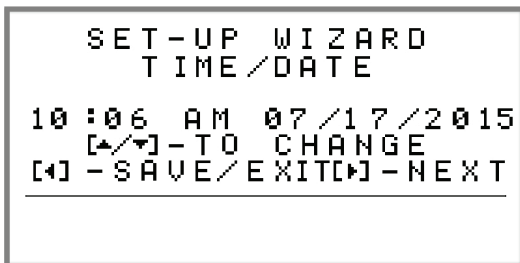 SET-UP WIZARD
TIME/DATE
10:06 AM 07/17/2015
[▲/▼]-TO CHANGE
[◀] -SAVE/EXIT[▶]-NEXT